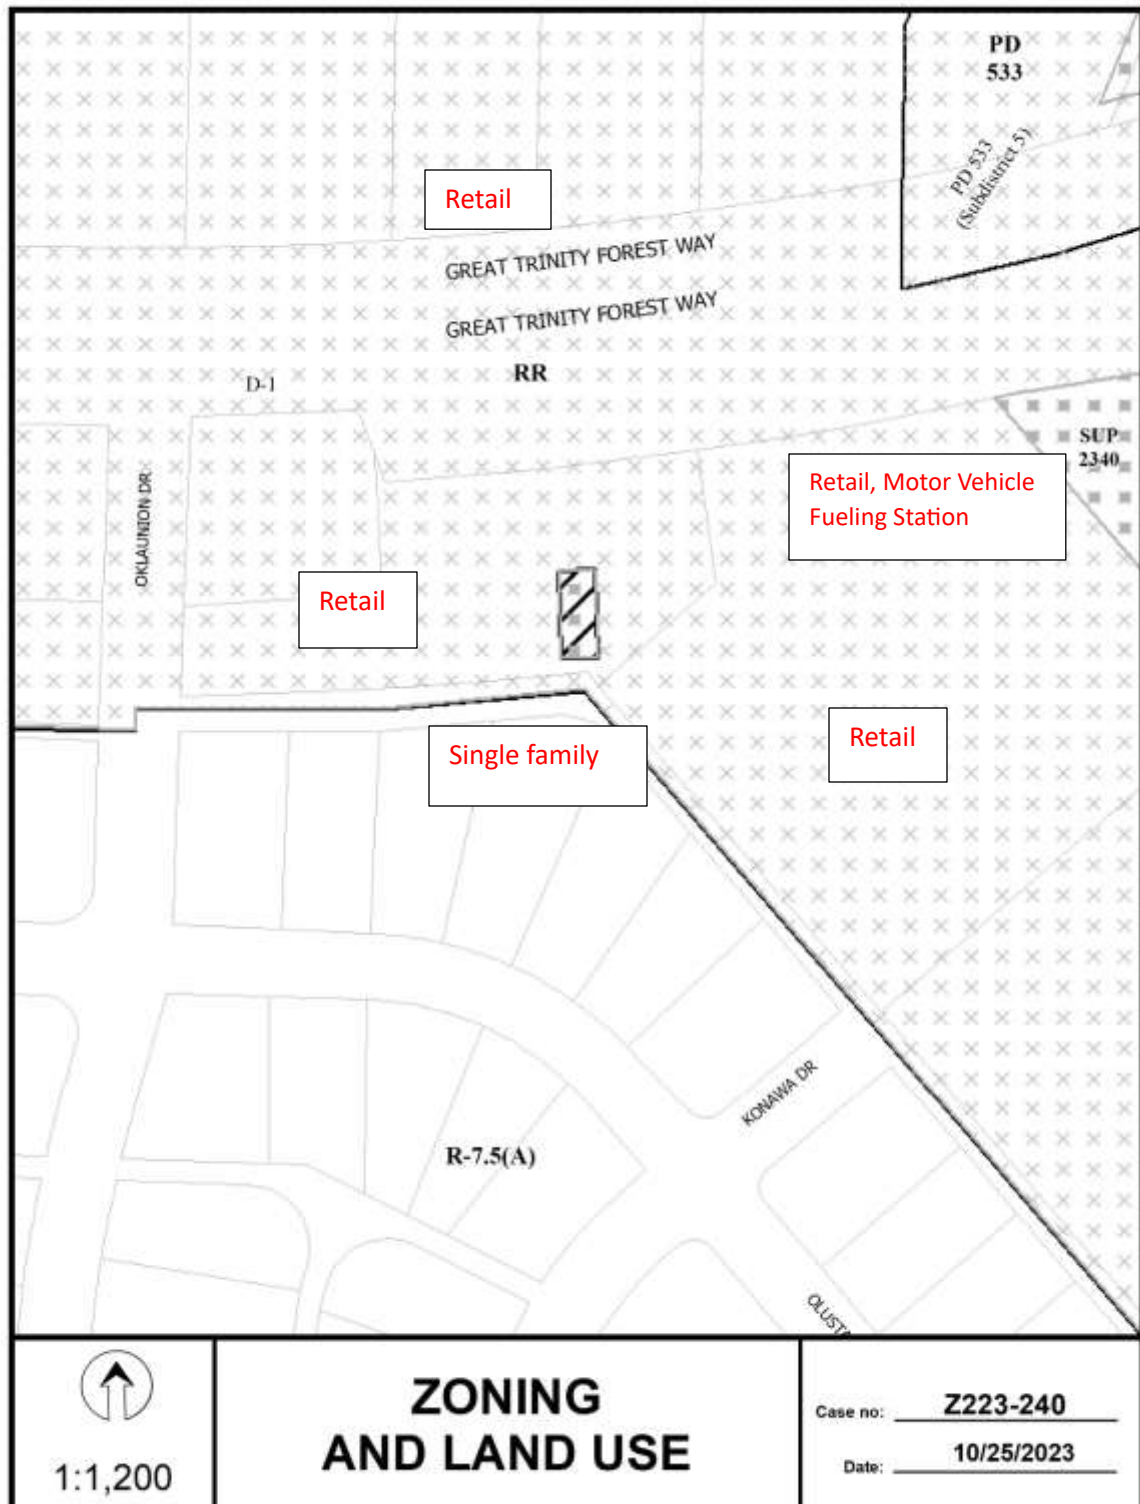 PD
533
PD 533
(Subdistrict 5)
Retail
GREAT TRINITY FOREST WAY
GREAT TRINITY FOREST WAY
RR
D-1
SUP
2340
Retail, Motor Vehicle
Fueling Station
OKLAUNION DR
Retail
Retail
Single family
KONAWA DR
R-7.5(A)
1:1,200
ZONING
AND LAND USE
Case no: Z223-240
Date: 10/25/2023